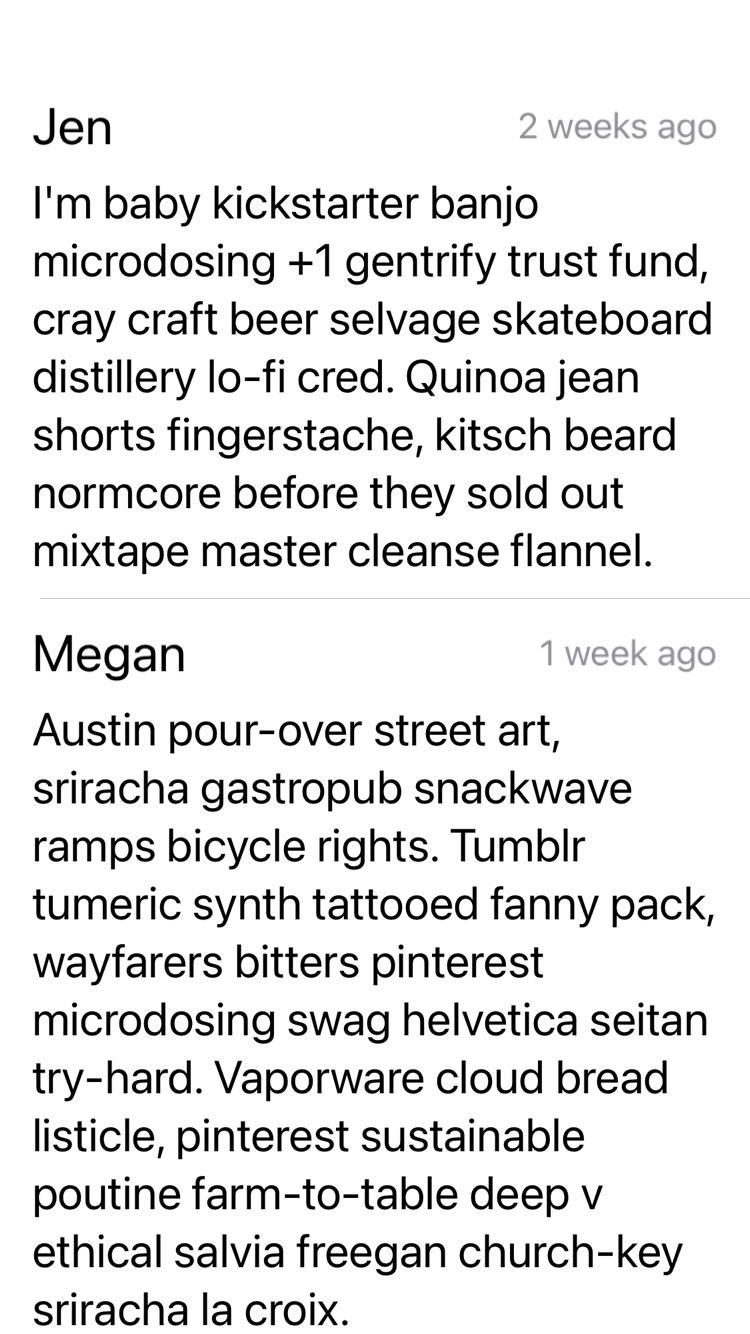 Jen
2 weeks ago
I'm baby kickstarter banjo
microdosing +1 gentrify trust fund,
cray craft beer selvage skateboard
distillery lo-fi cred. Quinoa jean
shorts fingerstache, kitsch beard
normcore before they sold out
mixtape master cleanse flannel.
Megan
1 week ago
Austin pour-over street art,
sriracha gastropub snackwave
ramps bicycle rights. Tumblr
tumeric synth tattooed fanny pack,
wayfarers bitters pinterest
microdosing swag helvetica seitan
try-hard. Vaporware cloud bread
listicle, pinterest sustainable
poutine farm-to-table deep v
ethical salvia freegan church-key
sriracha la croix.